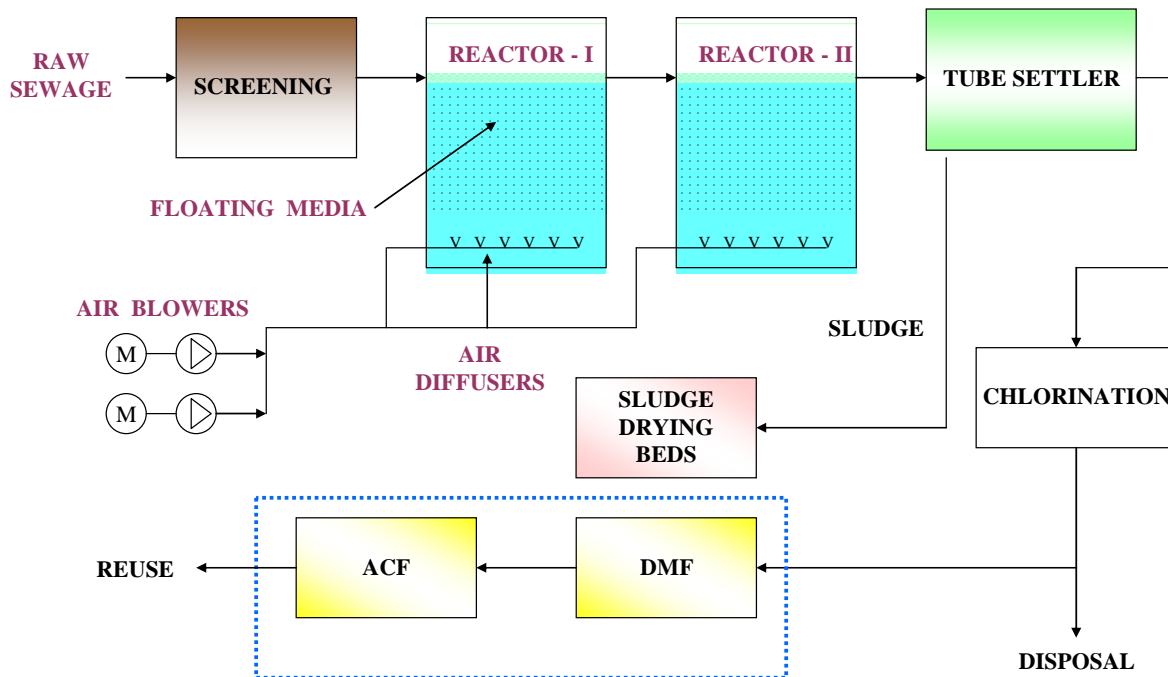 RAW
SEWAGE
SCREENING
REACTOR - I
REACTOR - II
TUBE SETTLER
FLOATING MEDIA
V V V V V V
V V V V V V
AIR BLOWERS
M
M
AIR
DIFFUSERS
SLUDGE
SLUDGE
DRYING
BEDS
CHLORINATION
REUSE
ACF
DMF
DISPOSAL